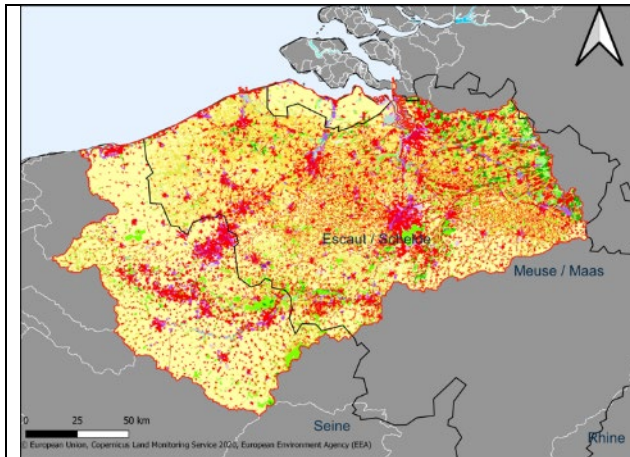 Escaut / Schelde
Meuse / Maas
0 25 50 km
Seine
Rhine
© European Union, Copernicus Land Monitoring Service 2020, European Environment Agency (EEA)